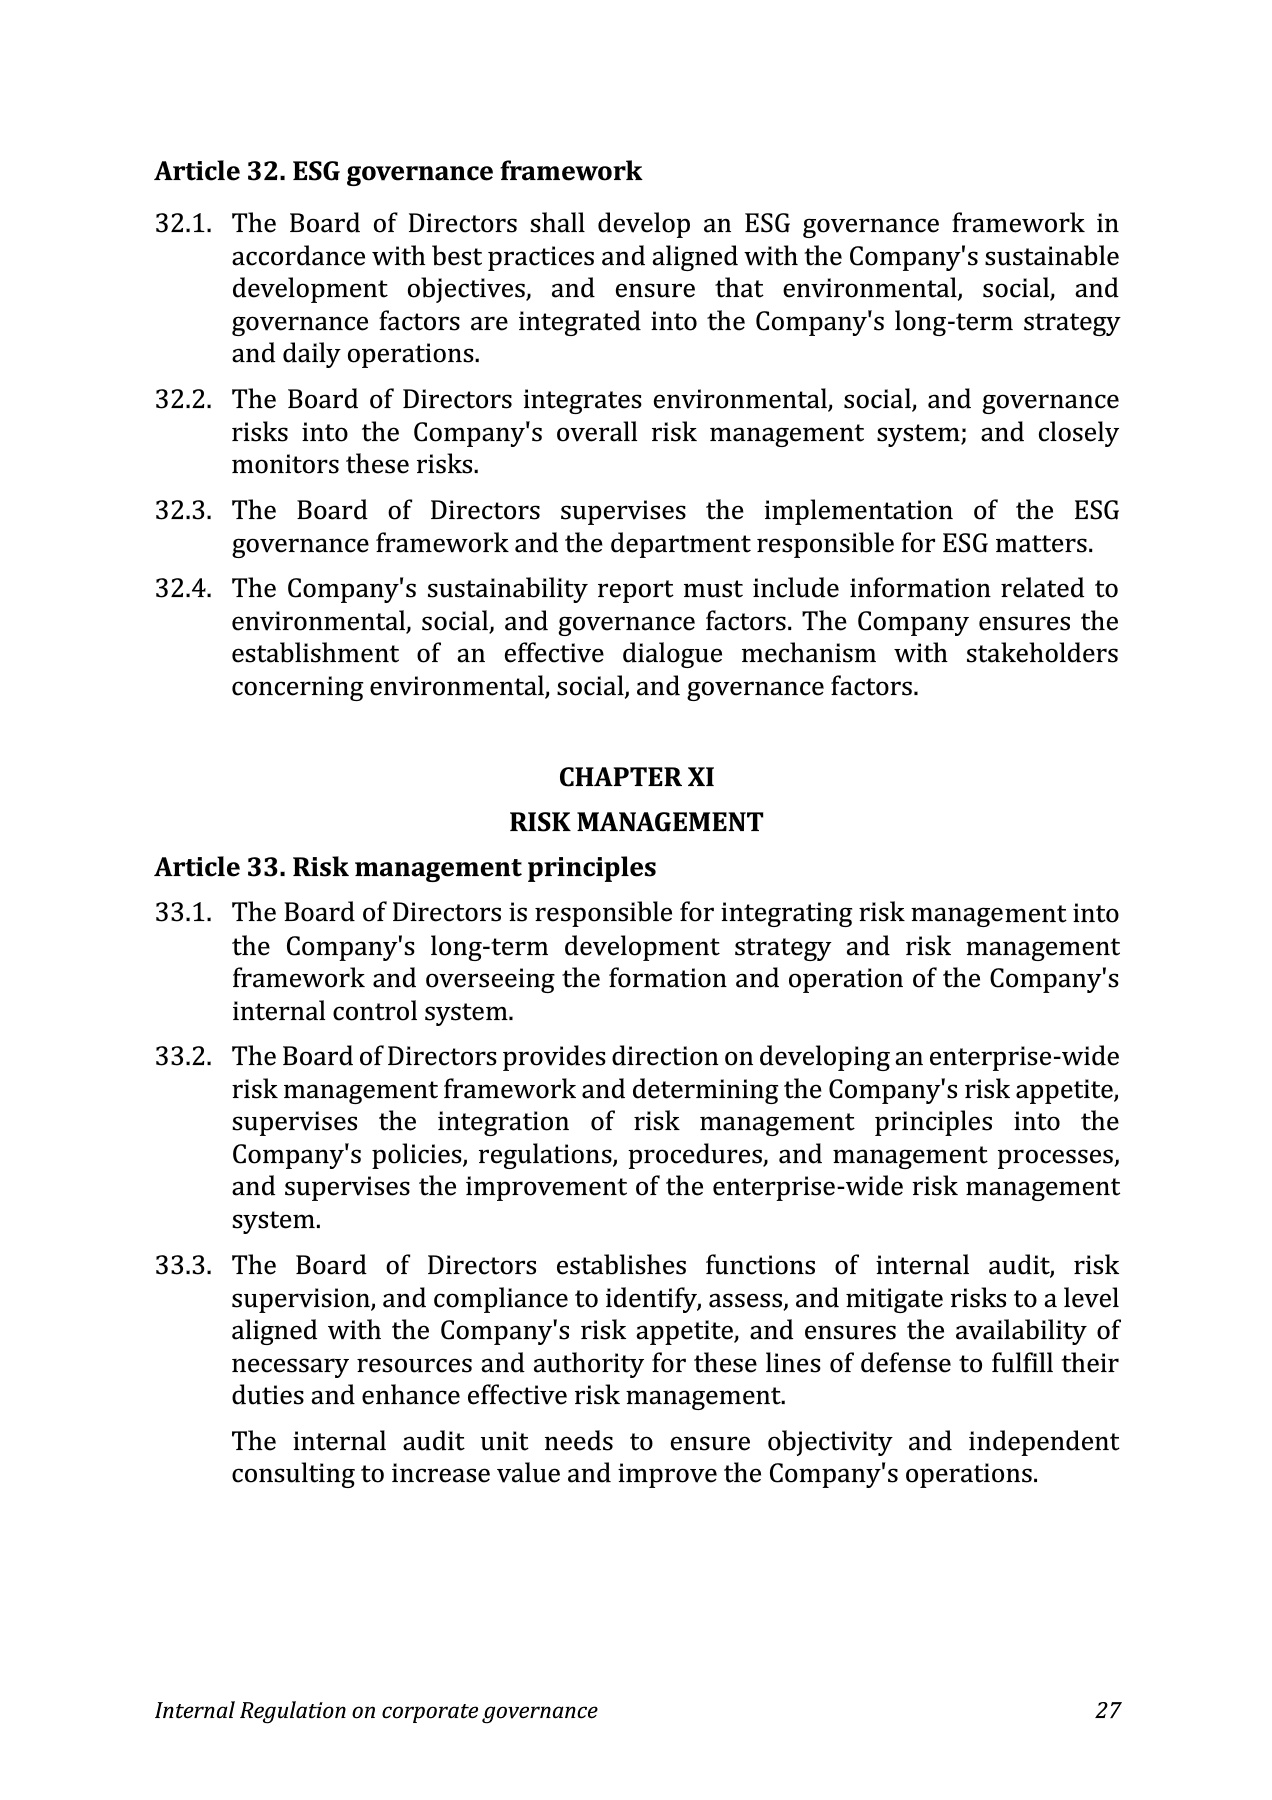 Article 32. ESG governance framework
32.1. The Board of Directors shall develop an ESG governance framework in
accordance with best practices and aligned with the Company's sustainable
development objectives, and ensure that environmental, social, and
governance factors are integrated into the Company's long-term strategy
and daily operations.
32.2. The Board of Directors integrates environmental, social, and governance
risks into the Company's overall risk management system; and closely
monitors these risks.
32.3. The Board of Directors supervises the implementation of the ESG
governance framework and the department responsible for ESG matters.
32.4. The Company's sustainability report must include information related to
environmental, social, and governance factors. The Company ensures the
establishment of an effective dialogue mechanism with stakeholders
concerning environmental, social, and governance factors.
CHAPTER XI
RISK MANAGEMENT
Article 33. Risk management principles
33.1. The Board of Directors is responsible for integrating risk management into
the Company's long-term development strategy and risk management
framework and overseeing the formation and operation of the Company's
internal control system.
33.2. The Board of Directors provides direction on developing an enterprise-wide
risk management framework and determining the Company's risk appetite,
supervises the integration of risk management principles into the
Company's policies, regulations, procedures, and management processes,
and supervises the improvement of the enterprise-wide risk management
system.
33.3. The Board of Directors establishes functions of internal audit, risk
supervision, and compliance to identify, assess, and mitigate risks to a level
aligned with the Company's risk appetite, and ensures the availability of
necessary resources and authority for these lines of defense to fulfill their
duties and enhance effective risk management.
The internal audit unit needs to ensure objectivity and independent
consulting to increase value and improve the Company's operations.
Internal Regulation on corporate governance 27